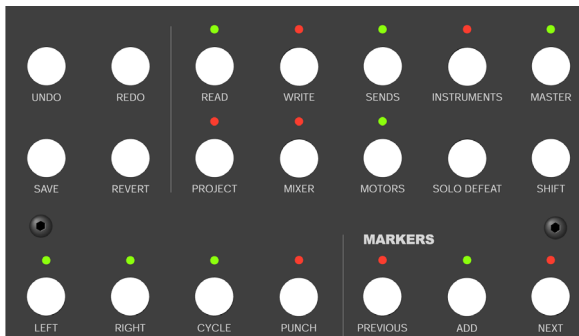 UNDO REDO READ WRITE SENDS INSTRUMENTS MASTER
SAVE REVERT PROJECT MIXER MOTORS SOLO DEFEAT SHIFT
MARKERS
LEFT RIGHT CYCLE PUNCH PREVIOUS ADD NEXT